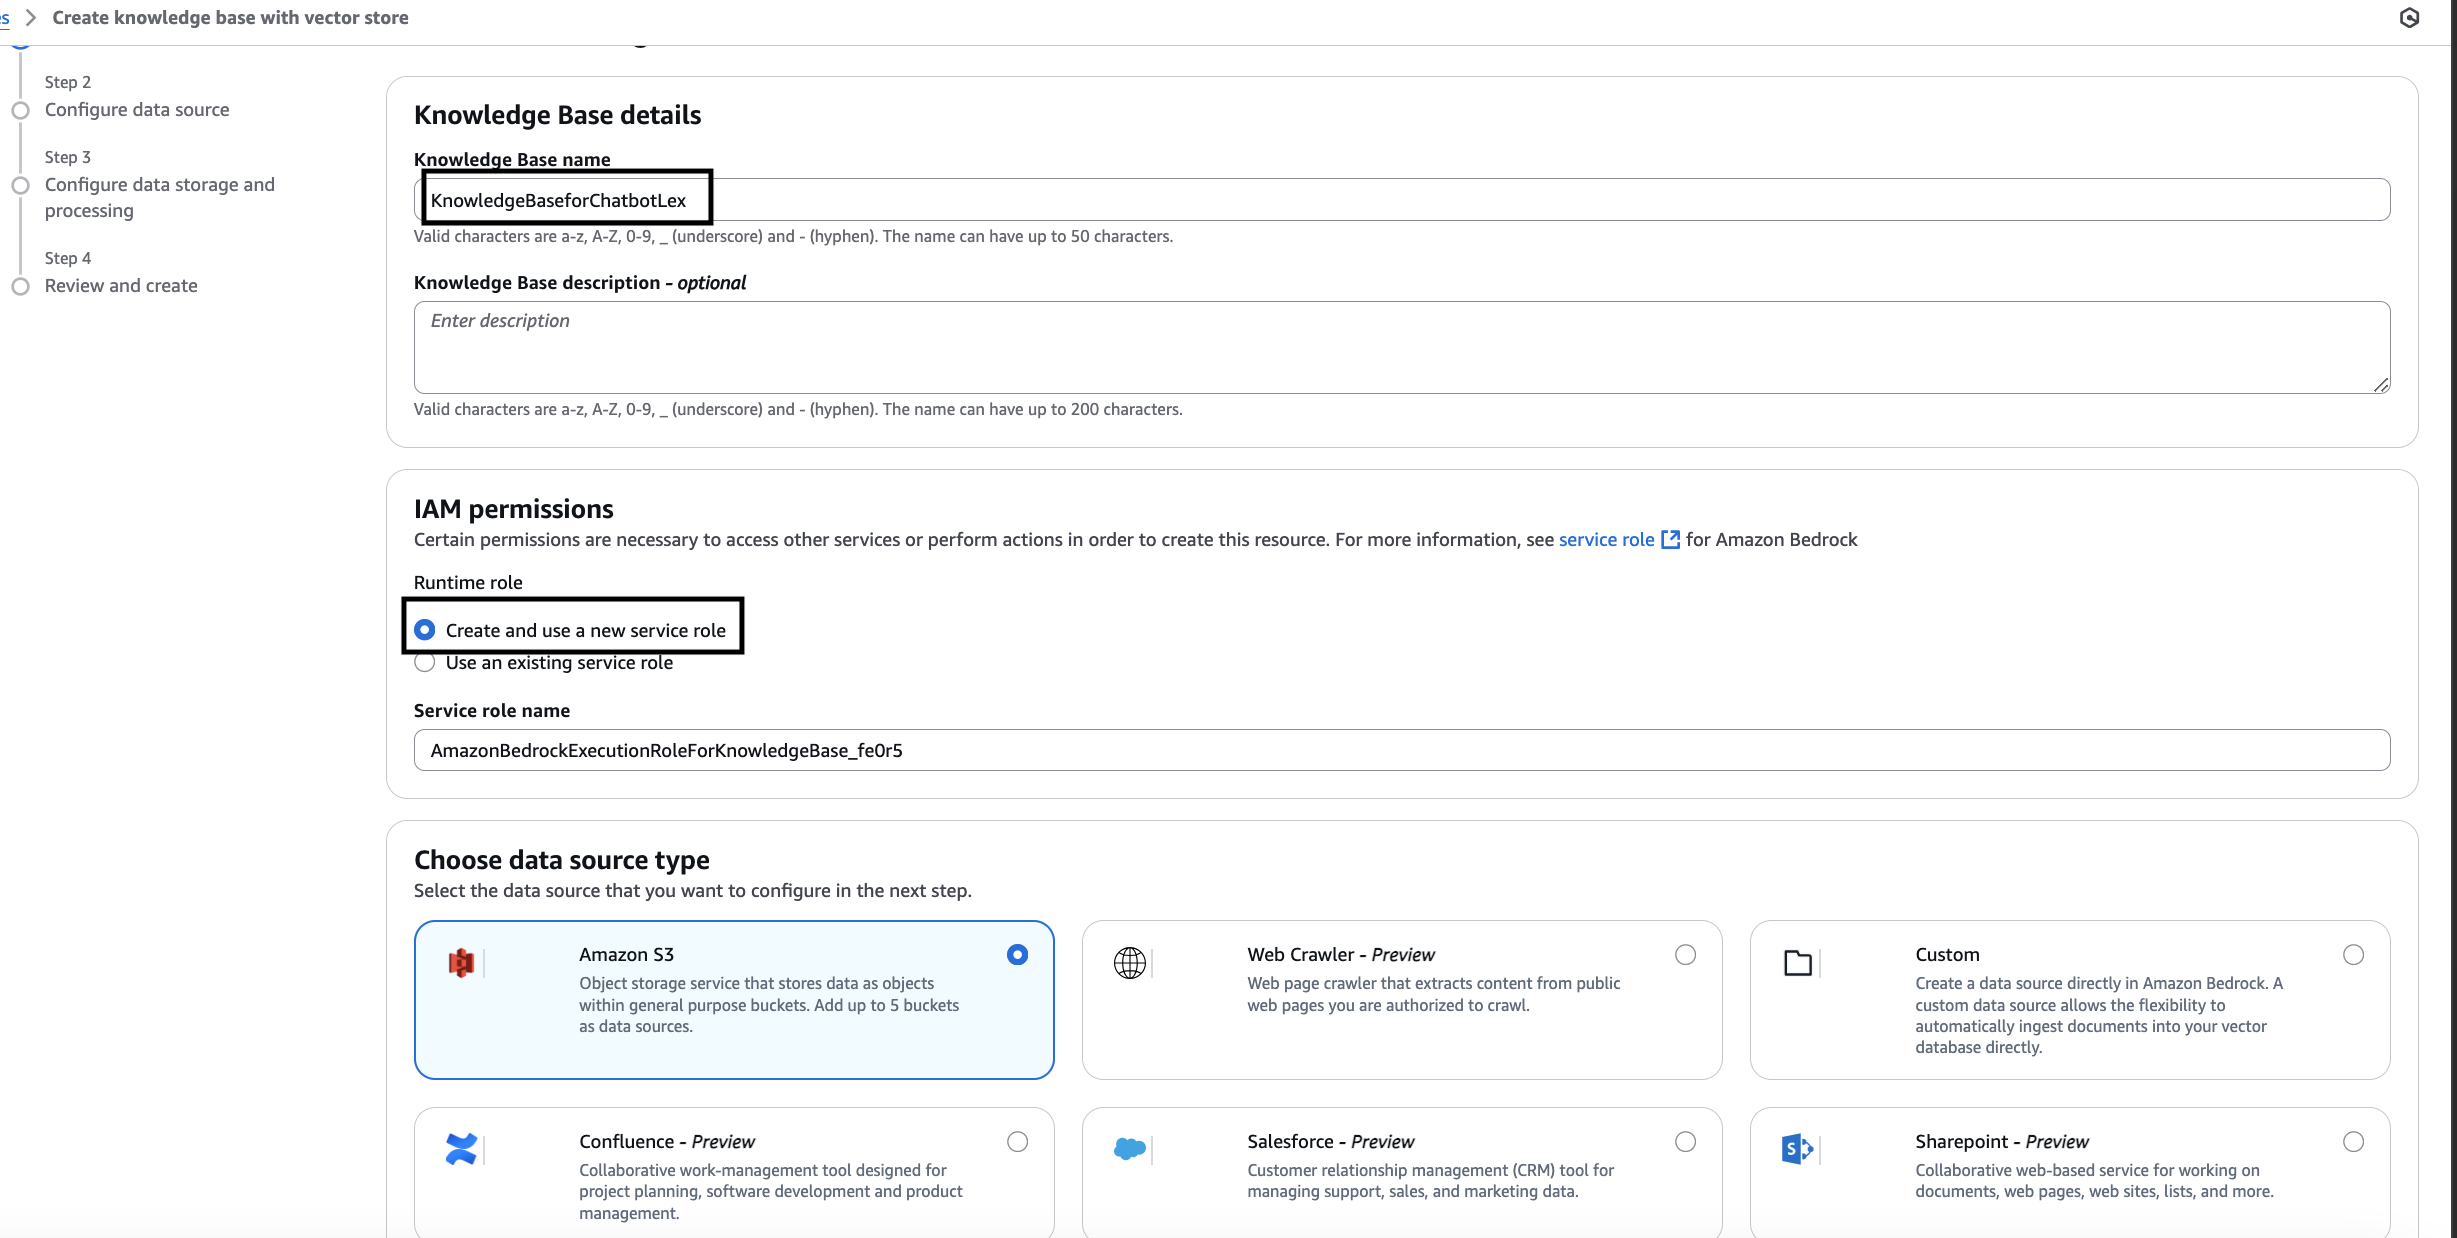 Create knowledge base with vector store
Step 2
Configure data source
Step 3
Configure data storage and
processing
Step 4
Review and create
Knowledge Base details
Knowledge Base name
KnowledgeBaseforChatbotLex
Valid characters are a-z, A-Z, 0-9, _ (underscore) and - (hyphen). The name can have up to 50 characters.
Knowledge Base description - optional
Enter description
Valid characters are a-z, A-Z, 0-9, _ (underscore) and - (hyphen). The name can have up to 200 characters.
IAM permissions
Certain permissions are necessary to access other services or perform actions in order to create this resource. For more information, see service role for Amazon Bedrock
Runtime role
Create and use a new service role
Use an existing service role
Service role name
AmazonBedrockExecutionRoleForKnowledgeBase_fe0r5
Choose data source type
Select the data source that you want to configure in the next step.
Amazon S3
Object storage service that stores data as objects
within general purpose buckets. Add up to 5 buckets
as data sources.
Web Crawler - Preview
Web page crawler that extracts content from public
web pages you are authorized to crawl.
Custom
Create a data source directly in Amazon Bedrock. A
custom data source allows the flexibility to
automatically ingest documents into your vector
database directly.
Confluence - Preview
Collaborative work-management tool designed for
project planning, software development and product
management.
Salesforce - Preview
Customer relationship management (CRM) tool for
managing support, sales, and marketing data.
Sharepoint - Preview
Collaborative web-based service for working on
documents, web pages, web sites, lists, and more.